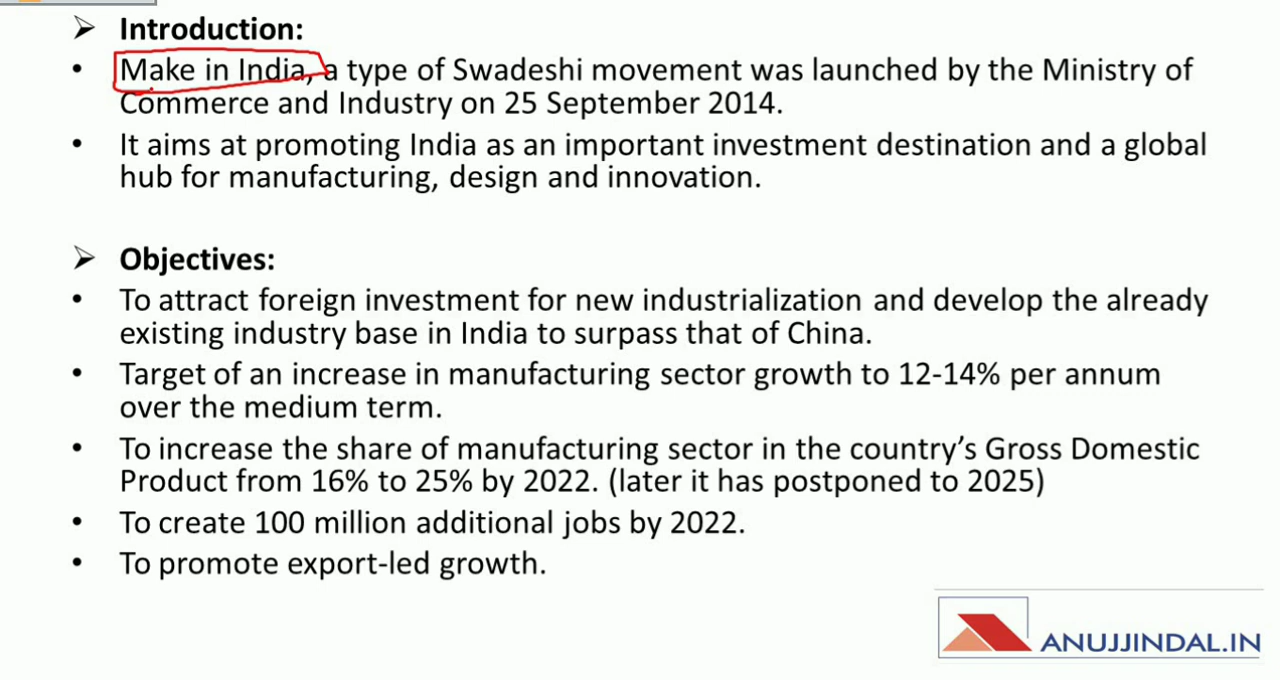 ➢ Introduction:
• Make in India, a type of Swadeshi movement was launched by the Ministry of
Commerce and Industry on 25 September 2014.
• It aims at promoting India as an important investment destination and a global
hub for manufacturing, design and innovation.
➢ Objectives:
• To attract foreign investment for new industrialization and develop the already
existing industry base in India to surpass that of China.
• Target of an increase in manufacturing sector growth to 12-14% per annum
over the medium term.
• To increase the share of manufacturing sector in the country’s Gross Domestic
Product from 16% to 25% by 2022. (later it has postponed to 2025)
• To create 100 million additional jobs by 2022.
• To promote export-led growth.
ANUJJINDAL.IN